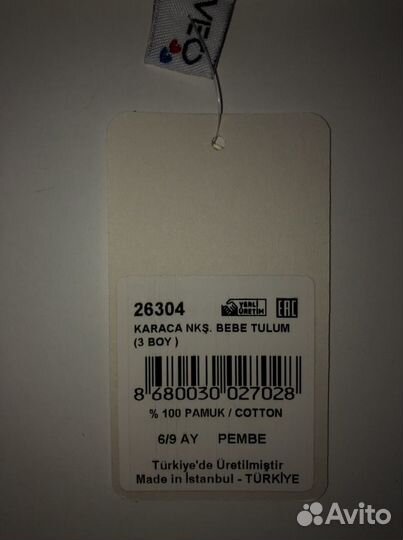 VEO
26304 YERLİ ÜRETİM EAC
KARACA NKŞ. BEBE TULUM
(3 BOY )
8 680030 027028
% 100 PAMUK / COTTON
6/9 AY PEMBE
Türkiye'de Üretilmiştir
Made in İstanbul - TÜRKİYE
Avito